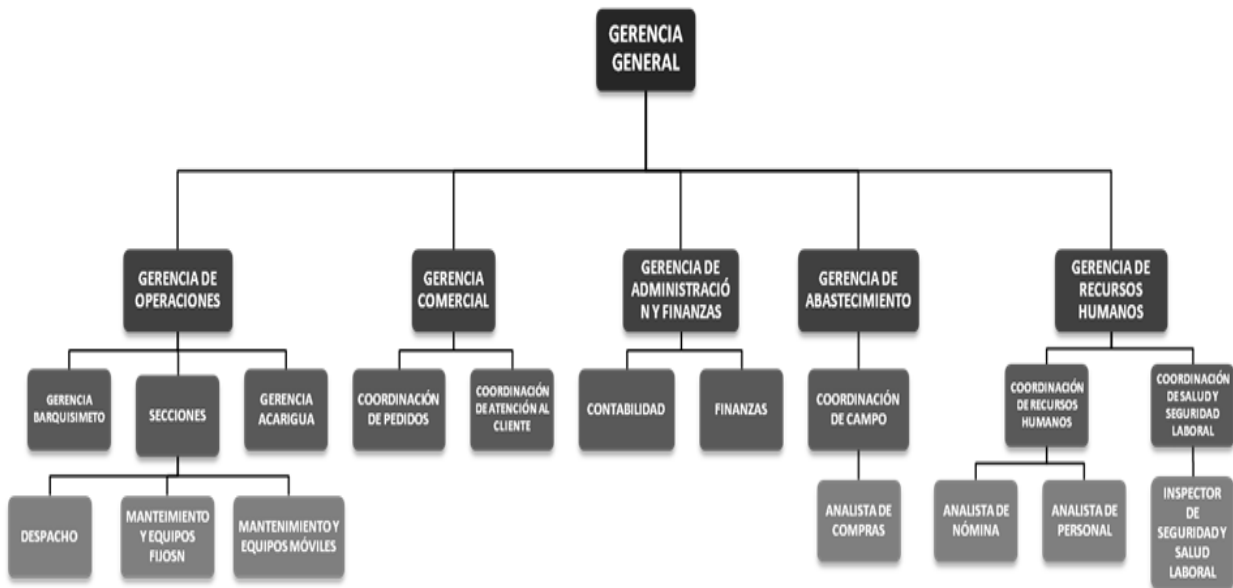 GERENCIA
GENERAL
GERENCIA DE
OPERACIONES
GERENCIA
COMERCIAL
GERENCIA DE
ADMINISTRACIÓ
N Y FINANZAS
GERENCIA DE
ABASTECIMIENTO
GERENCIA DE
RECURSOS
HUMANOS
GERENCIA
BARQUISIMETO
SECCIONES
GERENCIA
ACARIGUA
COORDINACIÓN
DE PEDIDOS
COORDINACIÓN
DE ATENCIÓN AL
CLIENTE
CONTABILIDAD
FINANZAS
COORDINACIÓN
DE CAMPO
COORDINACIÓN
DE RECURSOS
HUMANOS
COORDINACIÓN
DE SALUD Y
SEGURIDAD
LABORAL
DESPACHO
MANTEIMIENTO
Y EQUIPOS
FIJOSN
MANTENIMIENTO Y
EQUIPOS MÓVILES
ANALISTA DE
COMPRAS
ANALISTA DE
NÓMINA
ANALISTA DE
PERSONAL
INSPECTOR
DE
SEGURIDAD Y
SALUD
LABORAL